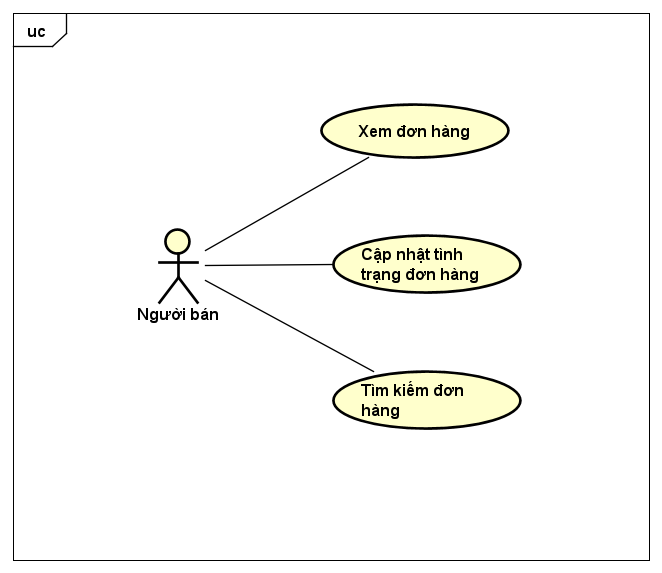 uc
Xem đơn hàng
Cập nhật tình
trạng đơn hàng
Người bán
Tìm kiếm đơn
hàng